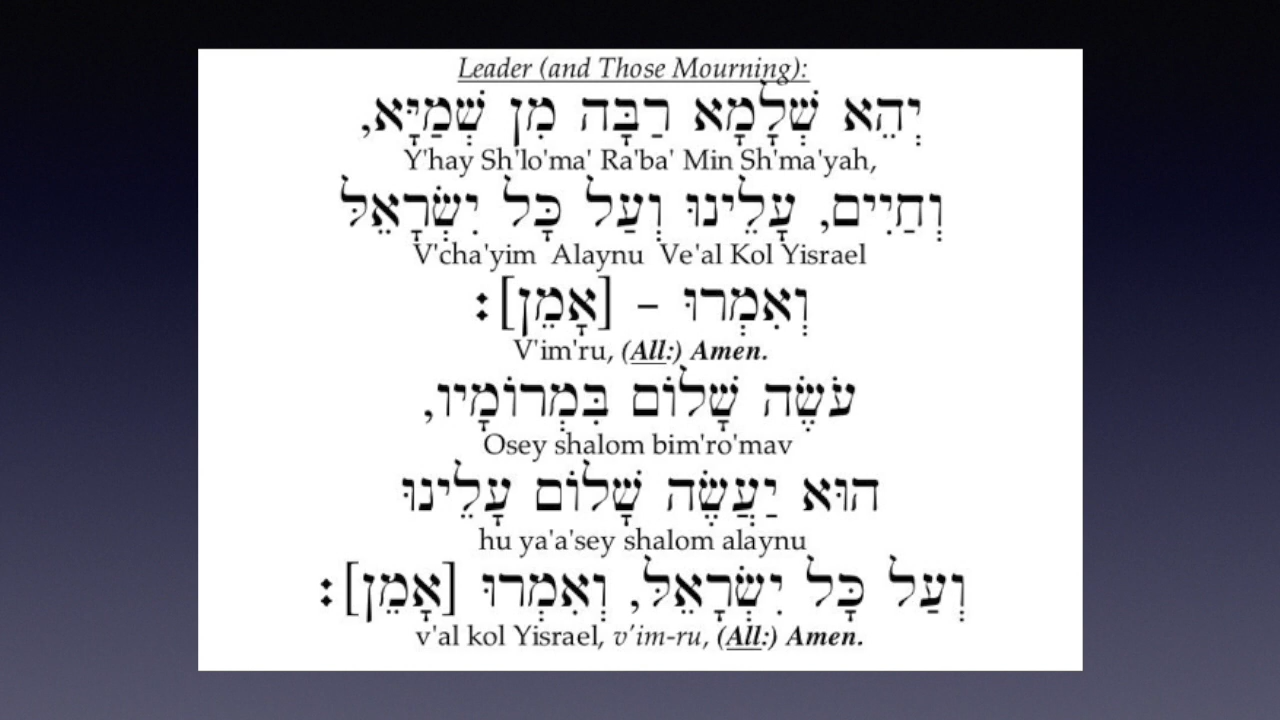 Leader (and Those Mourning):
יְהֵא שְׁלָמָא רַבָּה מִן שְׁמַיָּא,
Y'hay Sh'lo'ma' Ra'ba' Min Sh'ma'yah,
וְחַיִּים, עָלֵינוּ וְעַל כָּל יִשְׂרָאֵל
V'cha'yim Alaynu Ve'al Kol Yisrael
וְאִמְרוּ – [אָמֵן]:
V'im'ru, (All:) Amen.
עֹשֶׂה שָׁלוֹם בִּמְרוֹמָיו,
Osey shalom bim'ro'mav
הוּא יַעֲשֶׂה שָׁלוֹם עָלֵינוּ
hu ya'a'sey shalom alaynu
וְעַל כָּל יִשְׂרָאֵל, וְאִמְרוּ [אָמֵן]:
v'al kol Yisrael, v'im-ru, (All:) Amen.